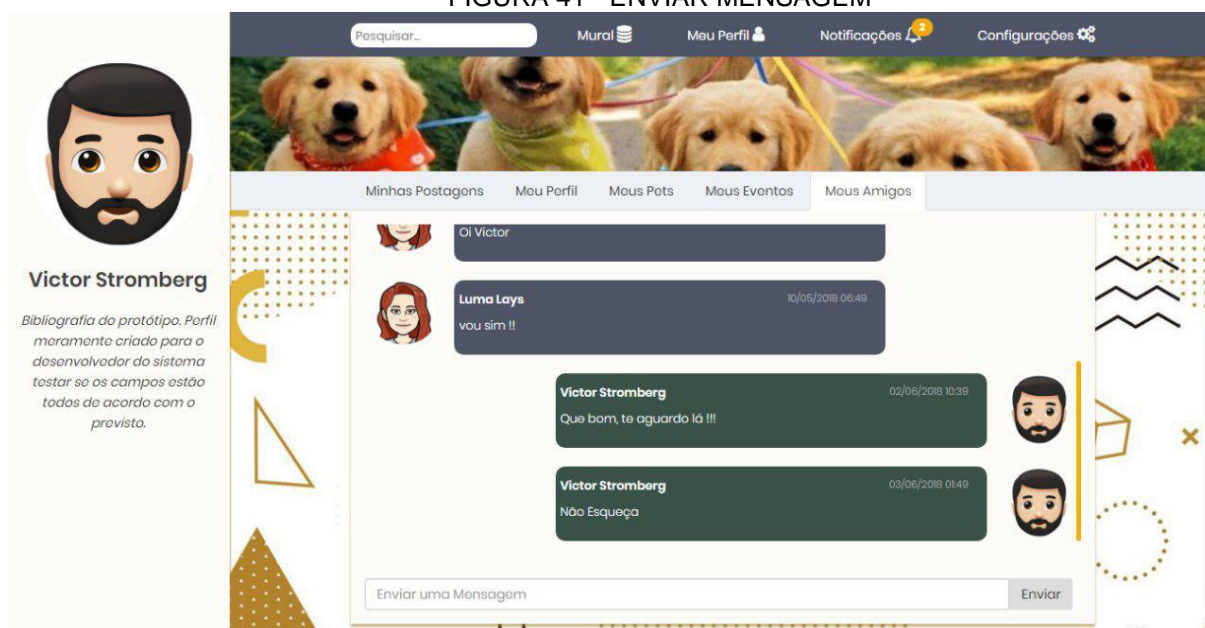 FIGURA 41 - ENVIAR MENSAGEM
Pesquisar...
Mural
Meu Perfil
Notificações 2
Configurações
Minhas Postagens
Meu Perfil
Meus Pets
Meus Eventos
Meus Amigos
Victor Stromberg
Bibliografia do protótipo. Perfil
meramente criado para o
desenvolvedor do sistema
testar se os campos estão
todos de acordo com o
previsto.
Oi Victor
Luma Lays 10/05/2018 06:49
vou sim !!
Victor Stromberg 02/06/2018 10:39
Que bom, te aguardo lá !!!
Victor Stromberg 03/06/2018 01:49
Não Esqueça
Enviar uma Mensagem
Enviar